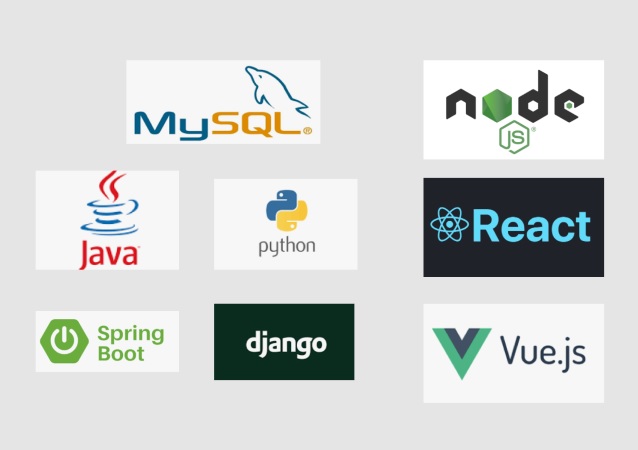 MySQL®
node
JS®
Java
python
React
Spring
Boot
django
Vue.js